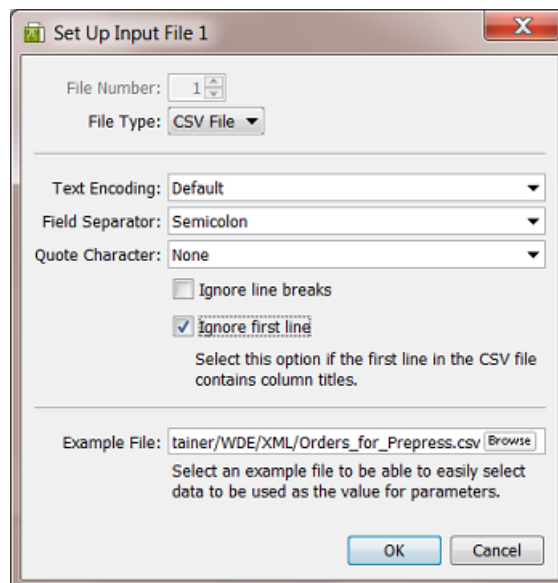 Set Up Input File 1
File Number: 1
File Type: CSV File
Text Encoding: Default
Field Separator: Semicolon
Quote Character: None
Ignore line breaks
Ignore first line
Select this option if the first line in the CSV file
contains column titles.
Example File: tainer/WDE/XML/Orders_for_Prepress.csv Browse
Select an example file to be able to easily select
data to be used as the value for parameters.
OK Cancel